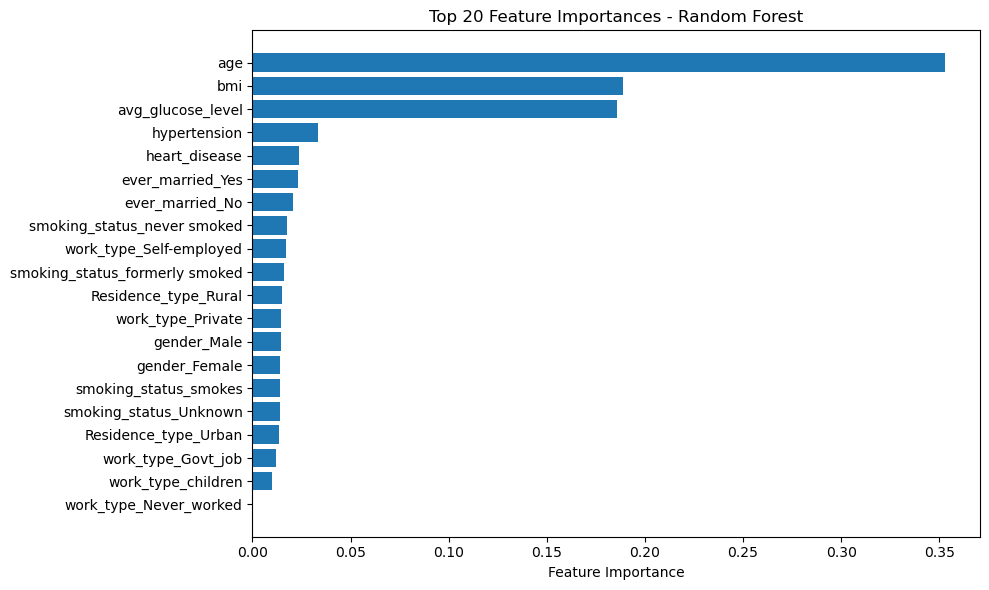 Top 20 Feature Importances - Random Forest
age
bmi
avg_glucose_level
hypertension
heart_disease
ever_married_Yes
ever_married_No
smoking_status_never smoked
work_type_Self-employed
smoking_status_formerly smoked
Residence_type_Rural
work_type_Private
gender_Male
gender_Female
smoking_status_smokes
smoking_status_Unknown
Residence_type_Urban
work_type_Govt_job
work_type_children
work_type_Never_worked
0.00 0.05 0.10 0.15 0.20 0.25 0.30 0.35
Feature Importance